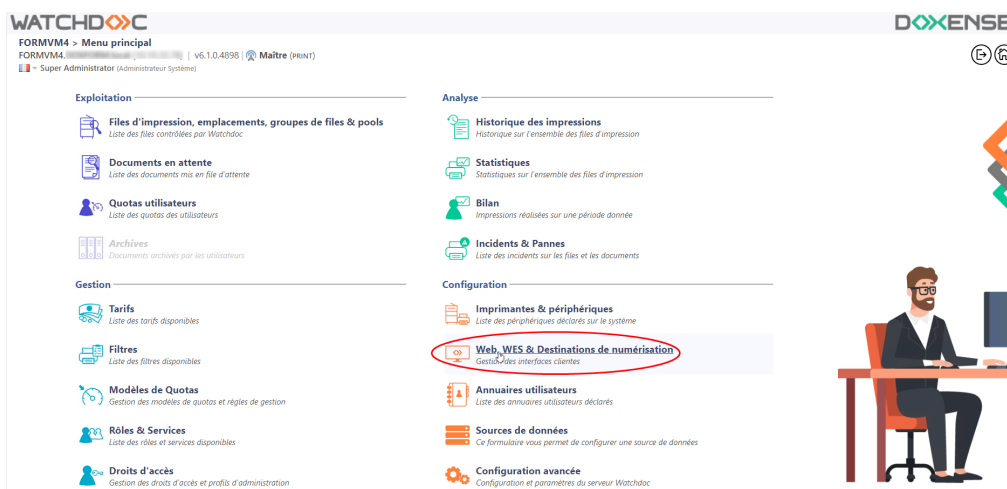 WATCHDOC
DOXENSE
FORMVM4 > Menu principal
FORMVM4. | v6.1.0.4898 | Maître (PRINT)
Super Administrator (Administrateur Système)
Exploitation
Files d'impression, emplacements, groupes de files & pools
Liste des files contrôlées par Watchdoc
Documents en attente
Liste des documents mis en file d'attente
Quotas utilisateurs
Liste des quotas des utilisateurs
Archives
Documents archivés par les utilisateurs
Analyse
Historique des impressions
Historique sur l'ensemble des files d'impression
Statistiques
Statistiques sur l'ensemble des files d'impression
Bilan
Impressions réalisées sur une période donnée
Incidents & Pannes
Liste des incidents sur les files et les documents
Gestion
Tarifs
Liste des tarifs disponibles
Filtres
Liste des filtres disponibles
Modèles de Quotas
Gestion des modèles de quotas et règles de gestion
Rôles & Services
Liste des rôles et services disponibles
Droits d'accès
Gestion des droits d'accès et profils d'administration
Configuration
Imprimantes & périphériques
Liste des périphériques déclarés sur le système
Web, WES & Destinations de numérisation
Gestion des interfaces clientes
Annuaires utilisateurs
Liste des annuaires utilisateurs déclarés
Sources de données
Ce formulaire vous permet de configurer une source de données
Configuration avancée
Configuration et paramètres du serveur Watchdoc